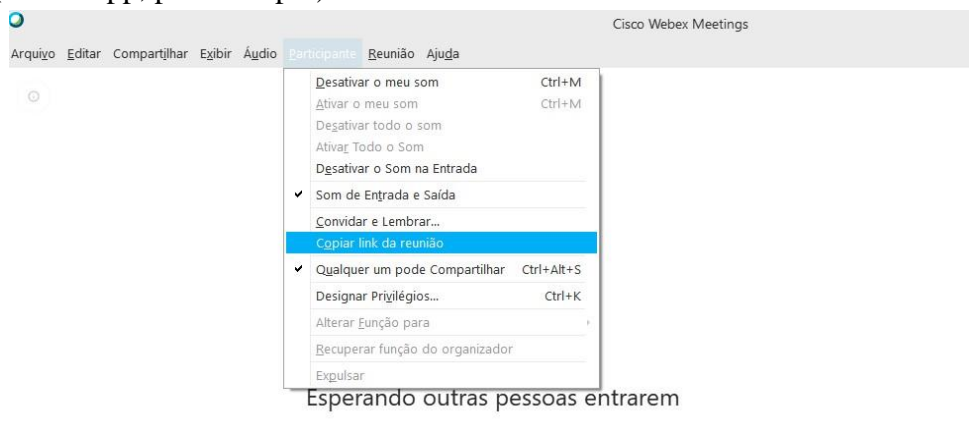 Cisco Webex Meetings
Arquivo Editar Compartilhar Exibir Áudio Participante Reunião Ajuda
Desativar o meu som Ctrl+M
Ativar o meu som Ctrl+M
Desativar todo o som
Ativar Todo o Som
Desativar o Som na Entrada
Som de Entrada e Saída
Convidar e Lembrar...
Copiar link da reunião
Qualquer um pode Compartilhar Ctrl+Alt+S
Designar Privilégios... Ctrl+K
Alterar Função para
Recuperar função do organizador
Expulsar
Esperando outras pessoas entrarem